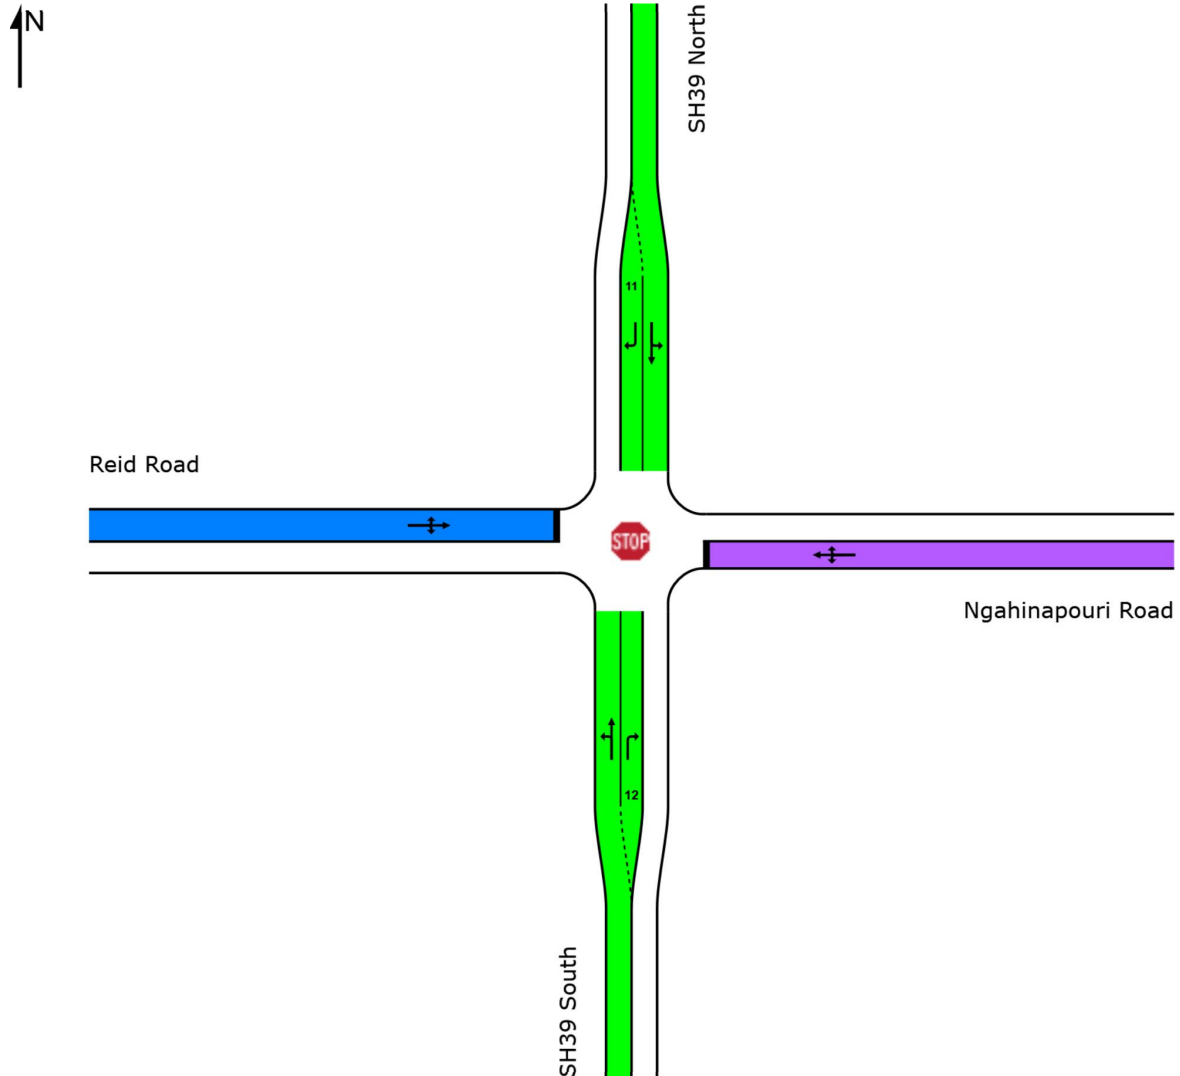 N
SH39 North
11
Reid Road
STOP
Ngahinapouri Road
12
SH39 South